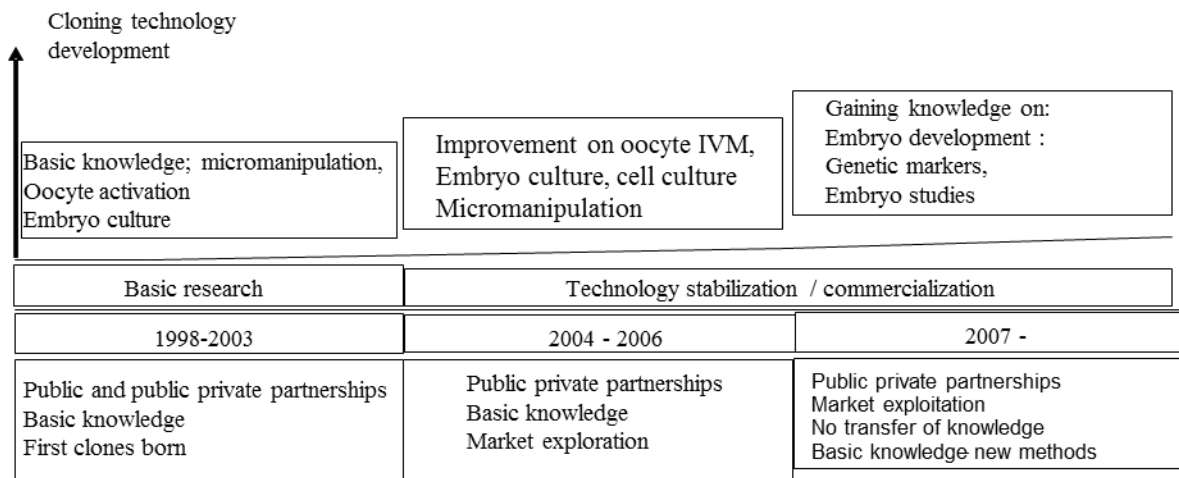 Cloning technology
development
Basic knowledge; micromanipulation,
Oocyte activation
Embryo culture
Improvement on oocyte IVM,
Embryo culture, cell culture
Micromanipulation
Gaining knowledge on:
Embryo development :
Genetic markers,
Embryo studies
Basic research
Technology stabilization / commercialization
1998-2003
2004 - 2006
2007 -
Public and public private partnerships
Basic knowledge
First clones born
Public private partnerships
Basic knowledge
Market exploration
Public private partnerships
Market exploitation
No transfer of knowledge
Basic knowledge-new methods